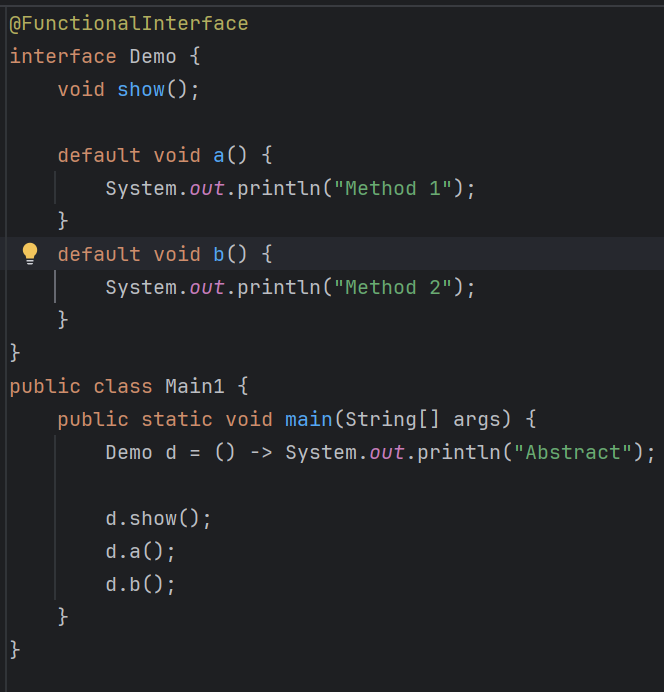 @FunctionalInterface
interface Demo {
    void show();

    default void a() {
        System.out.println("Method 1");
    }
    default void b() {
        System.out.println("Method 2");
    }
}
public class Main1 {
    public static void main(String[] args) {
        Demo d = () -> System.out.println("Abstract");

        d.show();
        d.a();
        d.b();
    }
}